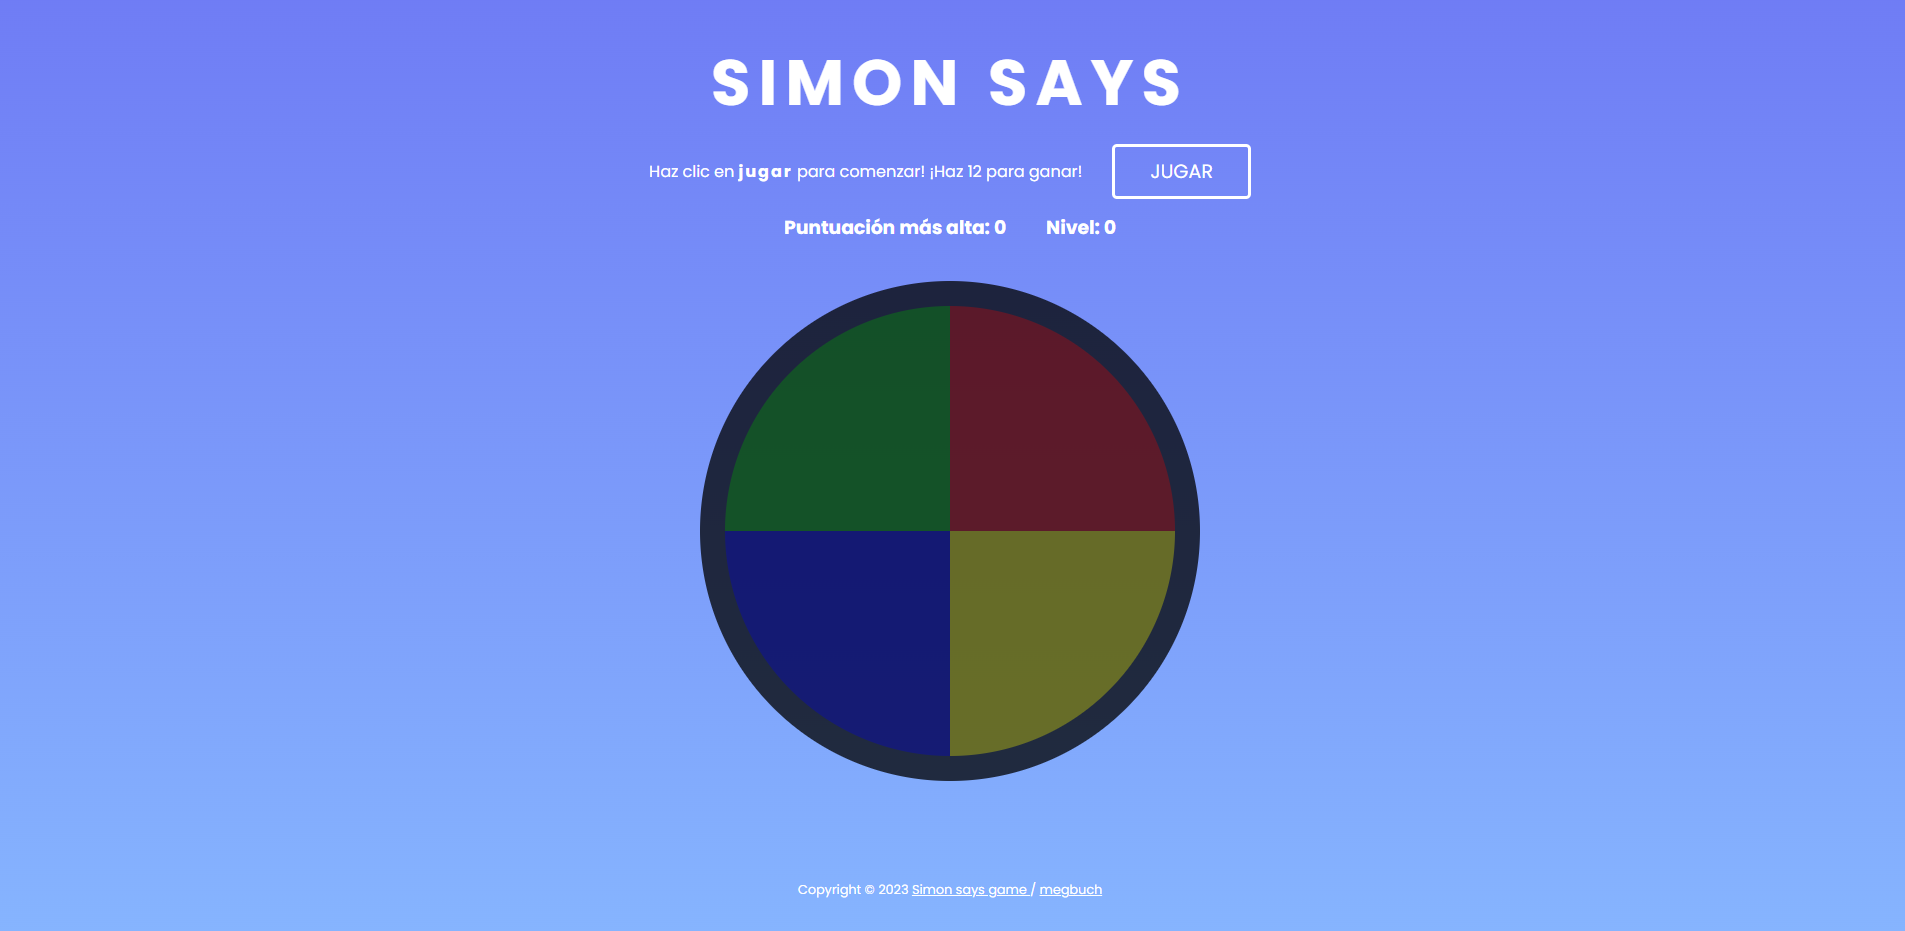 SIMON SAYS
Haz clic en jugar para comenzar! ¡Haz 12 para ganar!
JUGAR
Puntuación más alta: 0 Nivel: 0
Copyright © 2023 Simon says game / megbuch